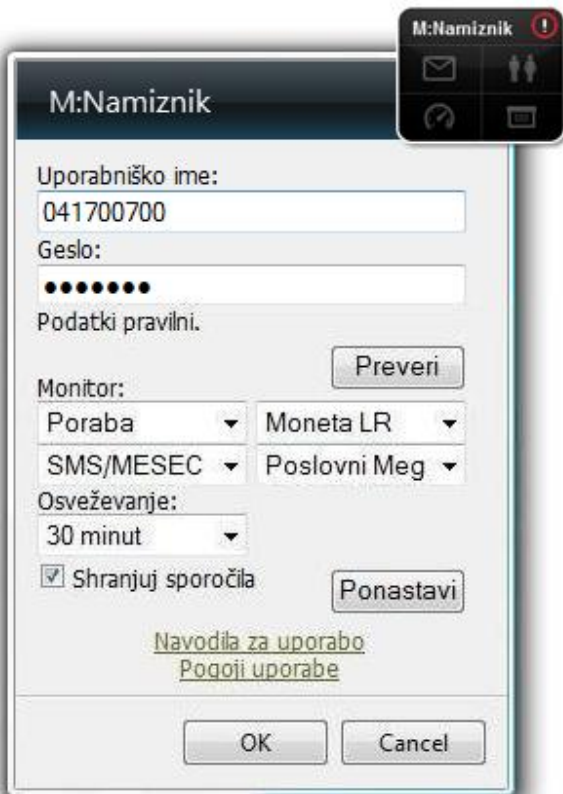 M:Namiznik
M:Namiznik
Uporabniško ime:
041700700
Geslo:
●●●●●●●
Podatki pravilni.
Preveri
Monitor:
Poraba Moneta LR
SMS/MESEC Poslovni Meg
Osveževanje:
30 minut
Shranjuj sporočila
Ponastavi
Navodila za uporabo
Pogoji uporabe
OK Cancel